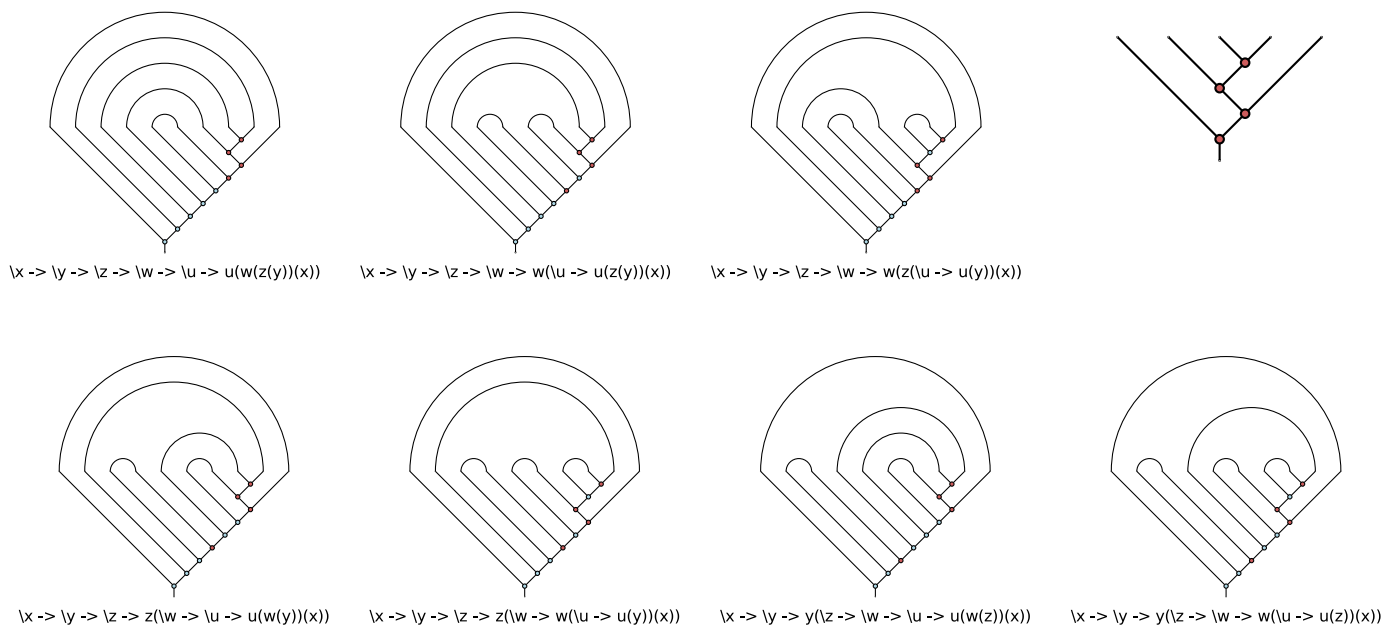 \x -> \y -> \z -> \w -> \u -> u(w(z(y))(x))
\x -> \y -> \z -> \w -> w(\u -> u(z(y))(x))
\x -> \y -> \z -> \w -> w(z(\u -> u(y))(x))
\x -> \y -> \z -> z(\w -> \u -> u(w(y))(x))
\x -> \y -> \z -> z(\w -> w(\u -> u(y))(x))
\x -> \y -> y(\z -> \w -> \u -> u(w(z))(x))
\x -> \y -> y(\z -> \w -> w(\u -> u(z))(x))